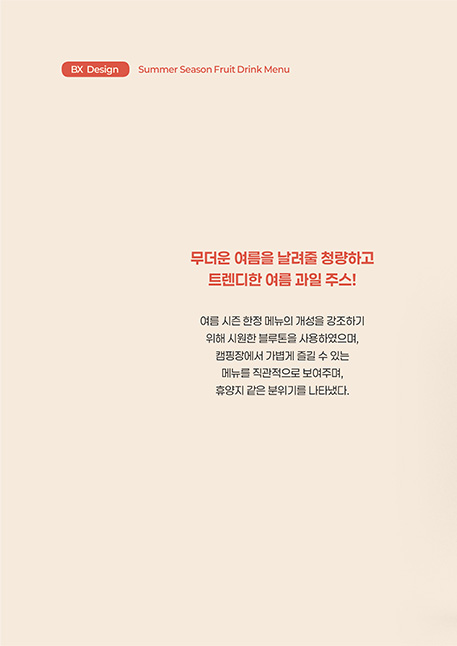 BX Design Summer Season Fruit Drink Menu
무더운 여름을 날려줄 청량하고
트렌디한 여름 과일 주스!
여름 시즌 한정 메뉴의 개성을 강조하기
위해 시원한 블루톤을 사용하였으며,
캠핑장에서 가볍게 즐길 수 있는
메뉴를 직관적으로 보여주며,
휴양지 같은 분위기를 나타냈다.